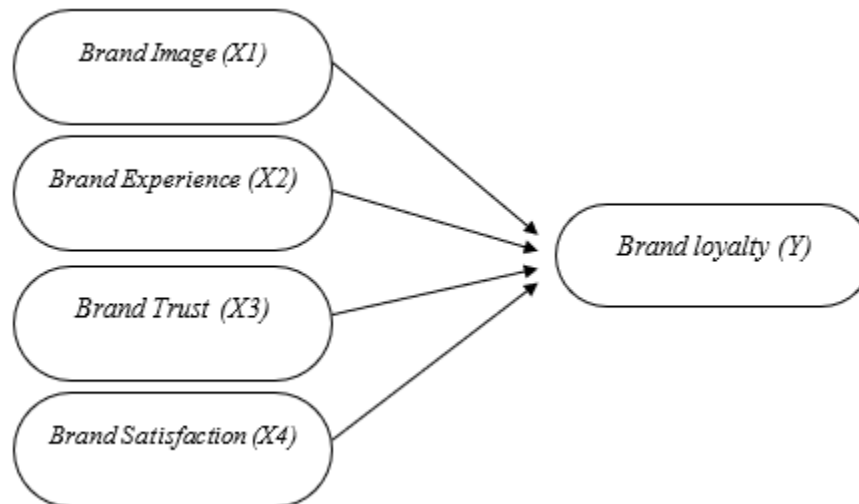 Brand Image (X1)
Brand Experience (X2)
Brand Trust (X3)
Brand Satisfaction (X4)
Brand loyalty (Y)